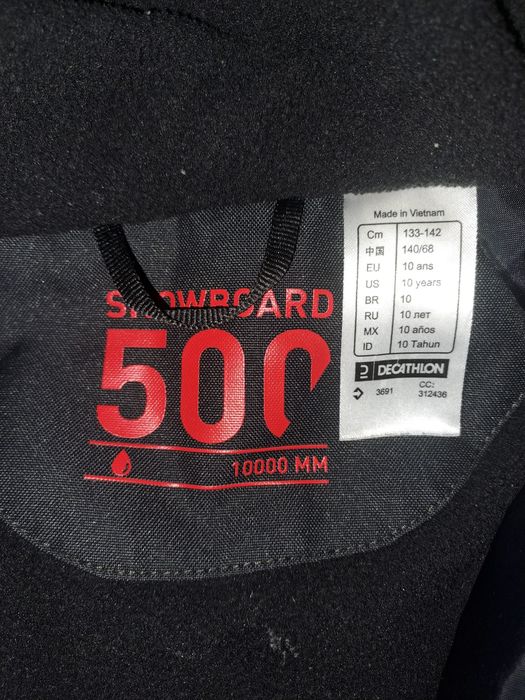 SNOWBOARD
500
10000 MM
Made in Vietnam
Cm 133-142
中国 140/68
EU 10 ans
US 10 years
BR 10
RU 10 лет
MX 10 años
ID 10 Tahun
DECATHLON
3691 CC: 312436